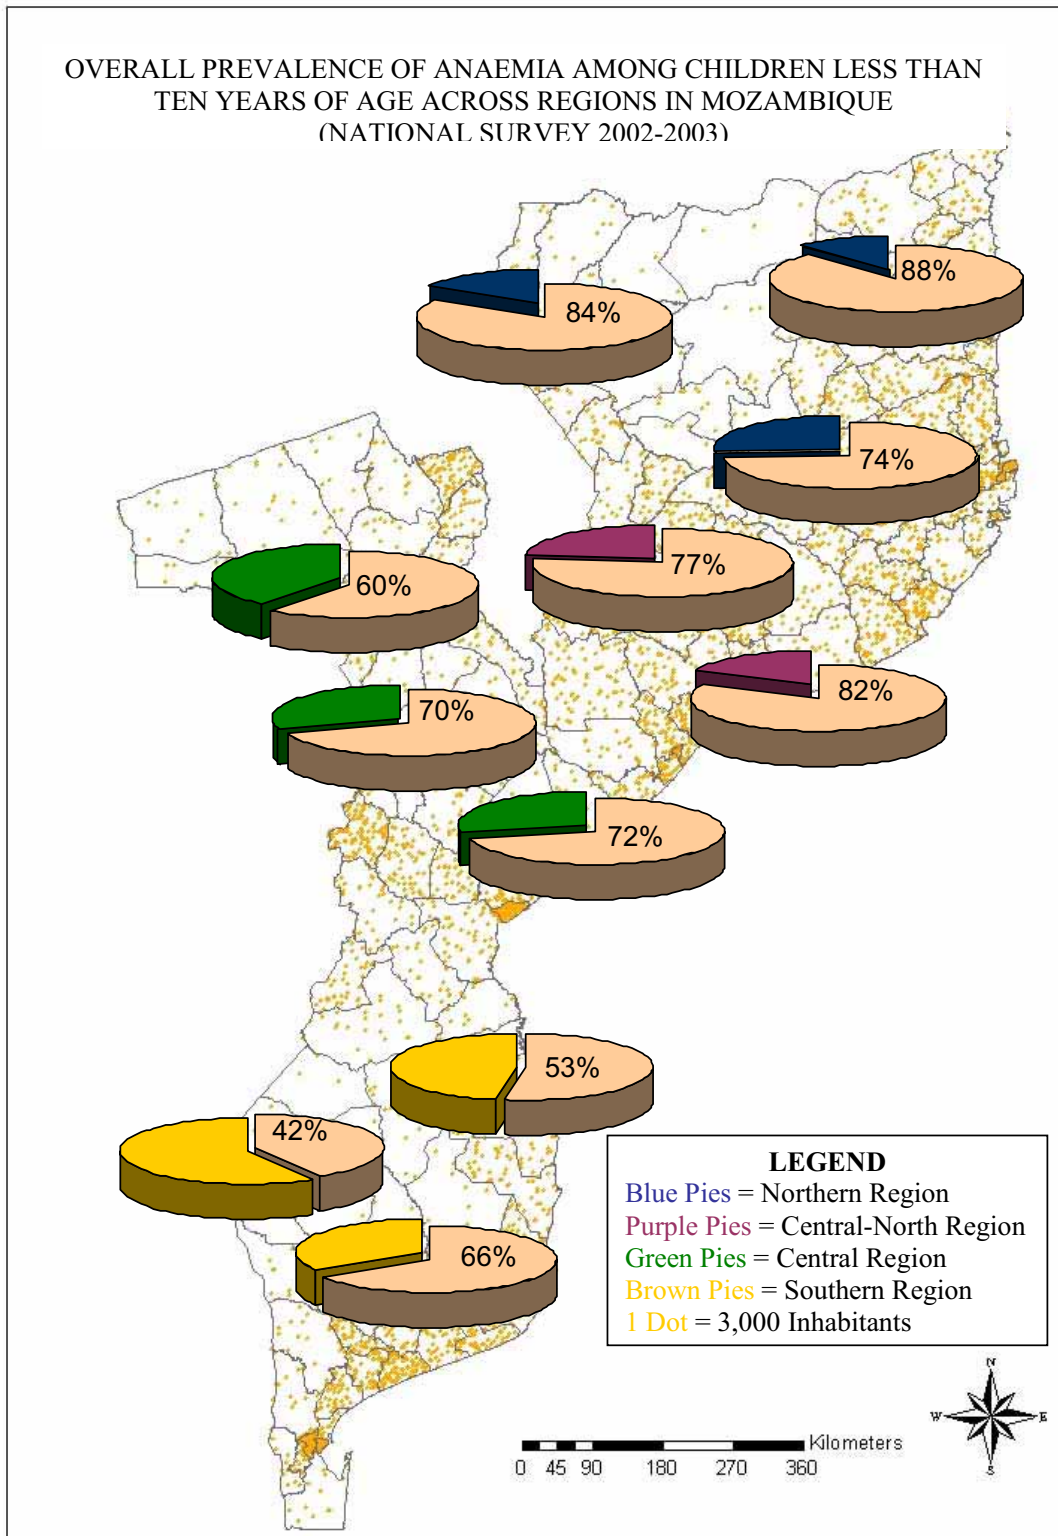 OVERALL PREVALENCE OF ANAEMIA AMONG CHILDREN LESS THAN
TEN YEARS OF AGE ACROSS REGIONS IN MOZAMBIQUE
(NATIONAL SURVEY 2002-2003)
88%
84%
74%
77%
60%
82%
70%
72%
53%
42%
66%
LEGEND
Blue Pies = Northern Region
Purple Pies = Central-North Region
Green Pies = Central Region
Brown Pies = Southern Region
1 Dot = 3,000 Inhabitants
N
W E
S
Kilometers
0 45 90 180 270 360